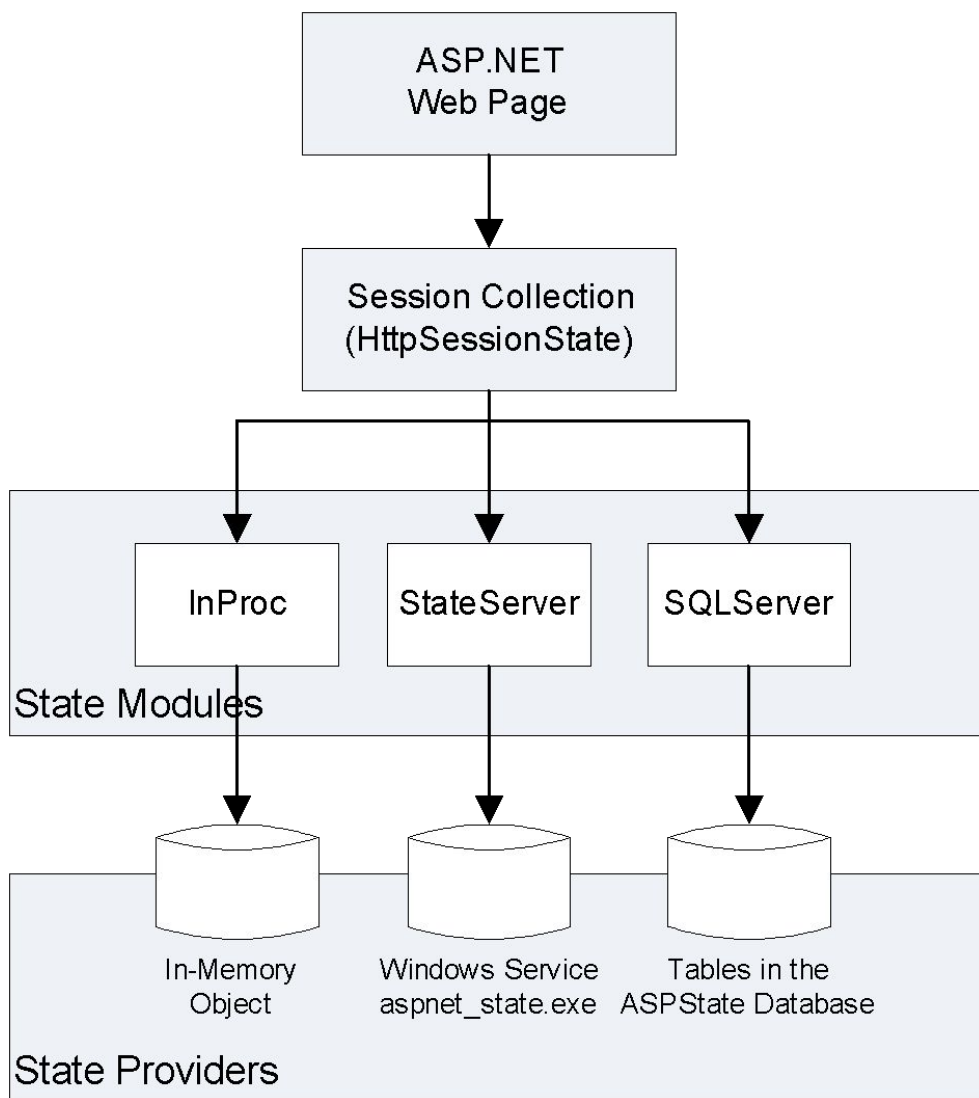 ASP.NET
Web Page
Session Collection
(HttpSessionState)
InProc
StateServer
SQLServer
State Modules
In-Memory
Object
Windows Service
aspnet_state.exe
Tables in the
ASPState Database
State Providers